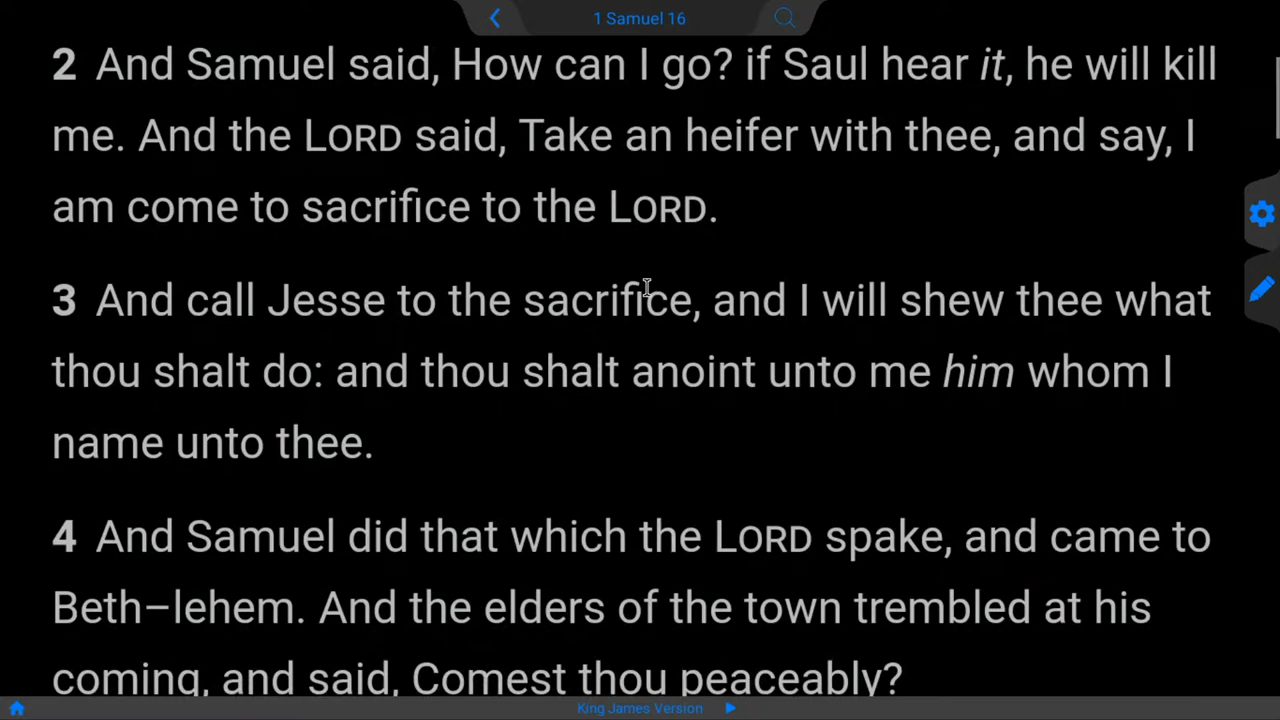 1 Samuel 16
2 And Samuel said, How can I go? if Saul hear it, he will kill
me. And the LORD said, Take an heifer with thee, and say, I
am come to sacrifice to the LORD.
3 And call Jesse to the sacrifice, and I will shew thee what
thou shalt do: and thou shalt anoint unto me him whom I
name unto thee.
4 And Samuel did that which the LORD spake, and came to
Beth–lehem. And the elders of the town trembled at his
coming, and said, Comest thou peaceably?
King James Version